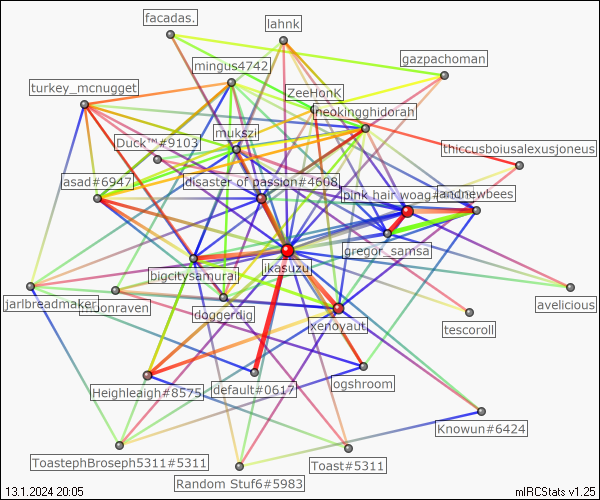 facadas.
lahnk
gazpachoman
mingus4742
turkey_mcnugget
ZeeHonk
neokingghidorah
mukszi
Duck™#9103
thiccusboiusalexusjoneus
asad#6947
disaster of passion#4608
pink hair woag#
andnewbees
gregor_samsa
ikasuzu
bigcitysamurai
jarlbreadmaker
doggerdig
xenoyaut
avelicious
tescoroll
Heighleaigh#8575
default#0617
ogshroom
Knowun#6424
ToastephBroseph5311#5311
Toast#5311
Random Stuf6#5983
13.1.2024 20:05
mIRCStats v1.25